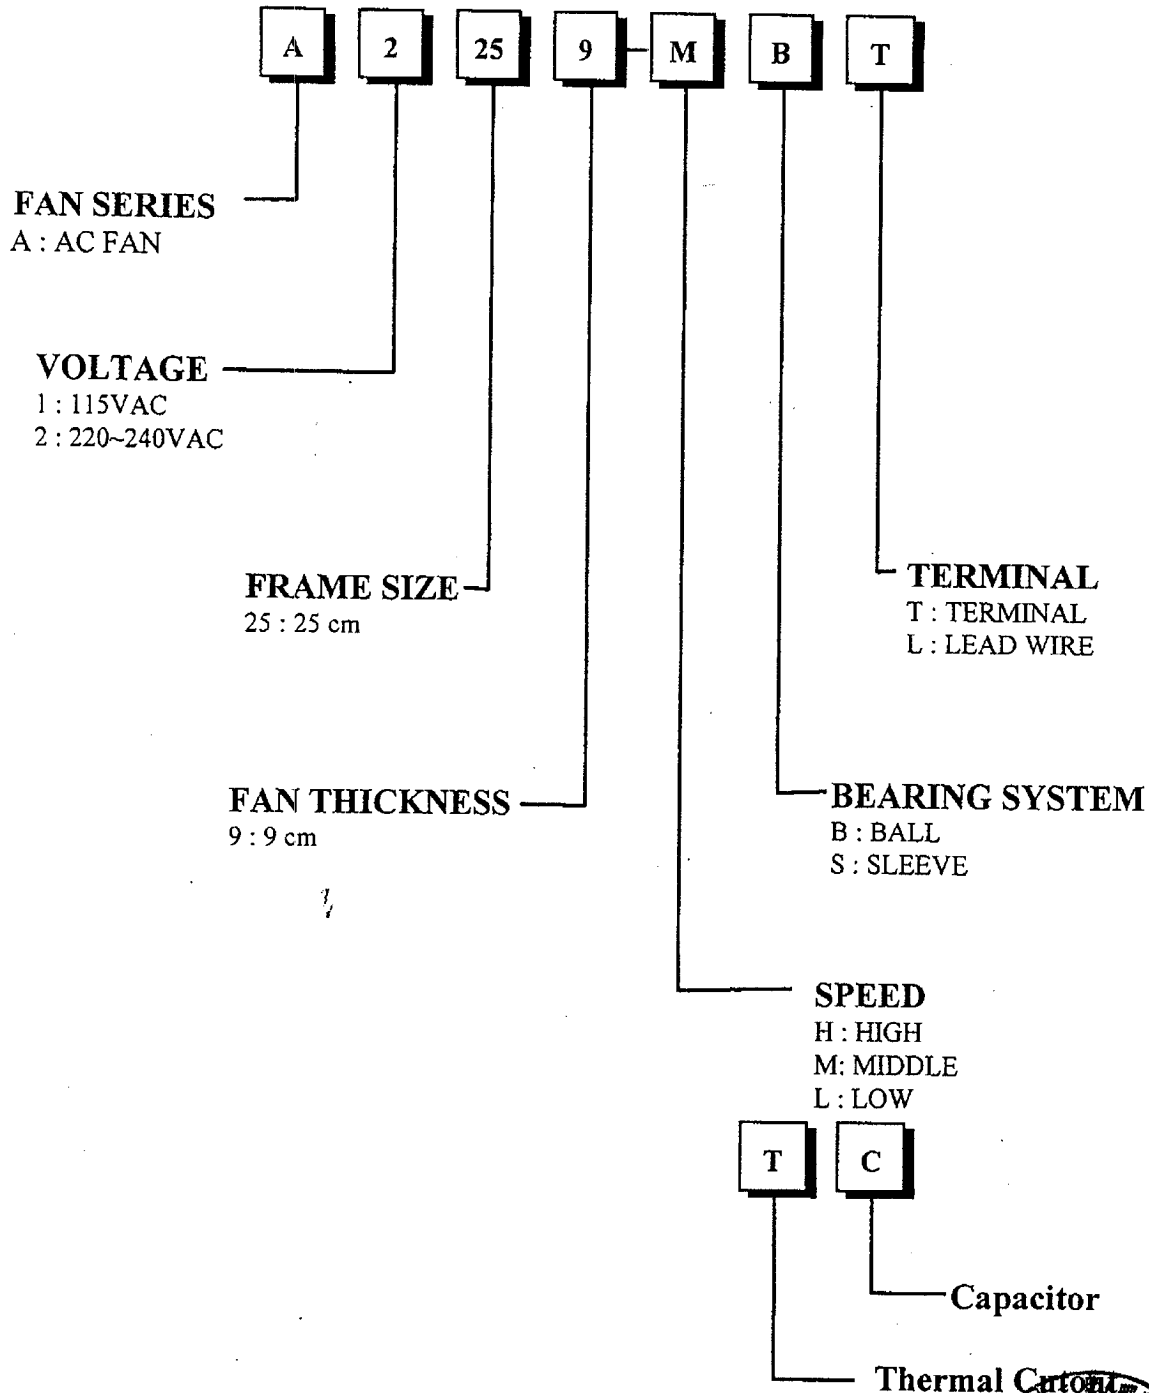 A 2 25 9 - M B T
FAN SERIES
A : AC FAN
VOLTAGE
1 : 115VAC
2 : 220~240VAC
FRAME SIZE
25 : 25 cm
TERMINAL
T : TERMINAL
L : LEAD WIRE
FAN THICKNESS
9 : 9 cm
BEARING SYSTEM
B : BALL
S : SLEEVE
SPEED
H : HIGH
M: MIDDLE
L : LOW
T C
Capacitor
Thermal Cutout